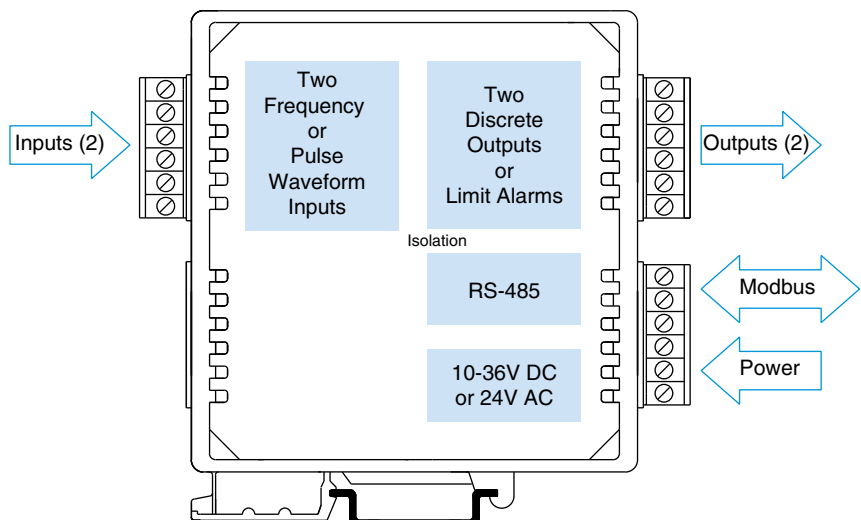 Inputs (2)
Two
Frequency
or
Pulse
Waveform
Inputs
Two
Discrete
Outputs
or
Limit Alarms
Outputs (2)
Isolation
RS-485
Modbus
10-36V DC
or 24V AC
Power